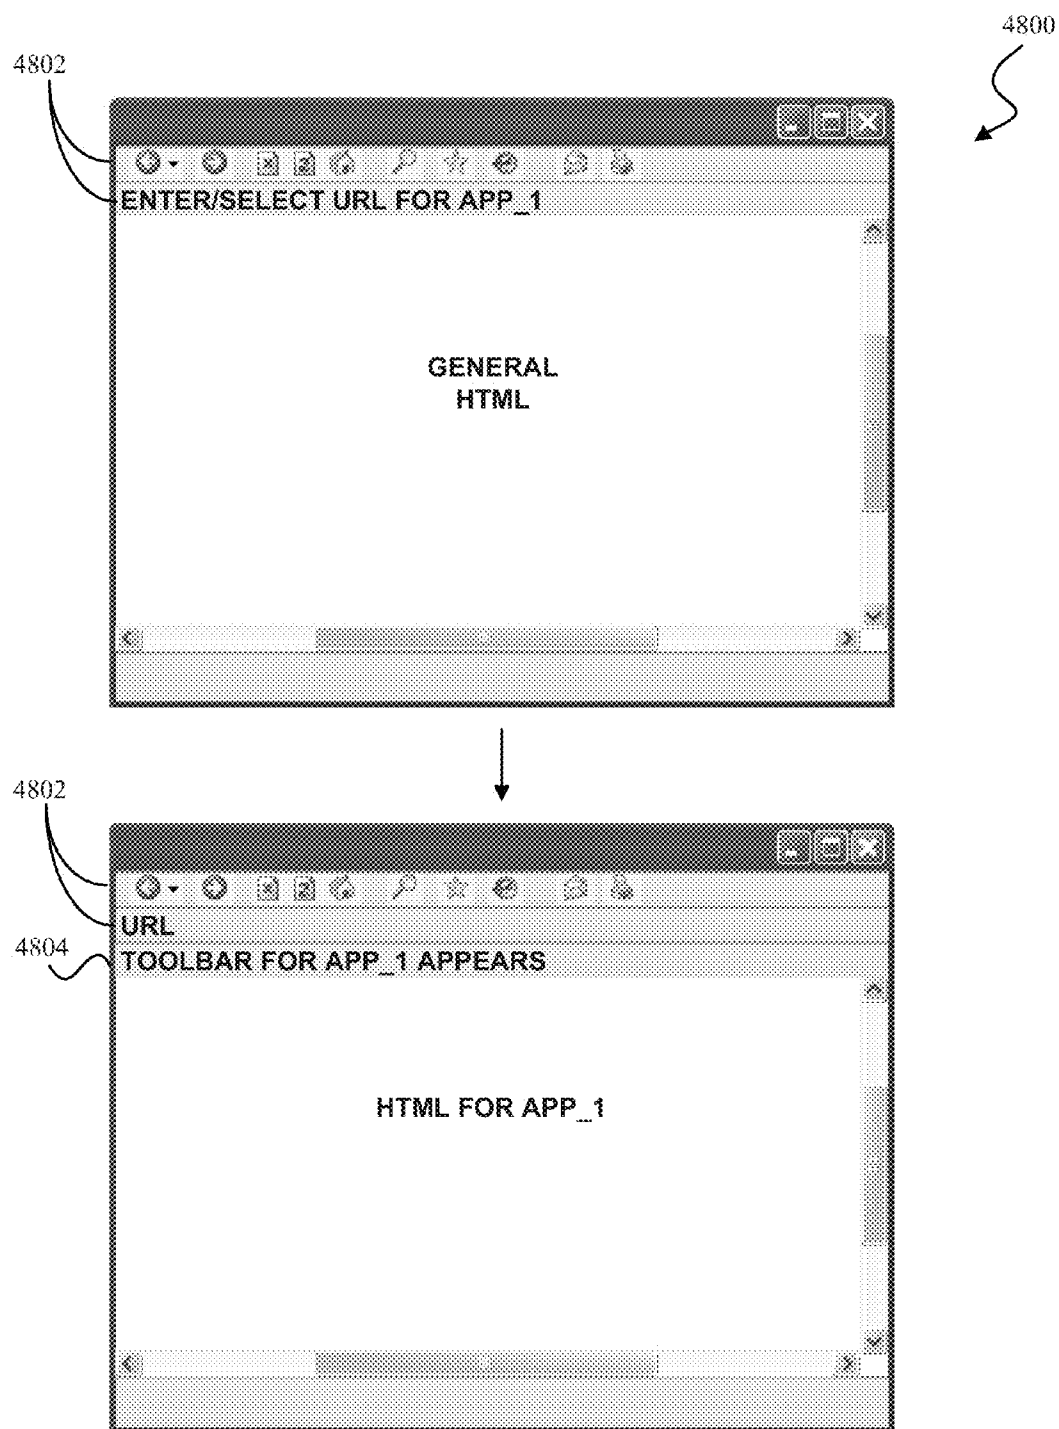 4800
4802
ENTER/SELECT URL FOR APP_1
GENERAL
HTML
4802
URL
4804
TOOLBAR FOR APP_1 APPEARS
HTML FOR APP_1